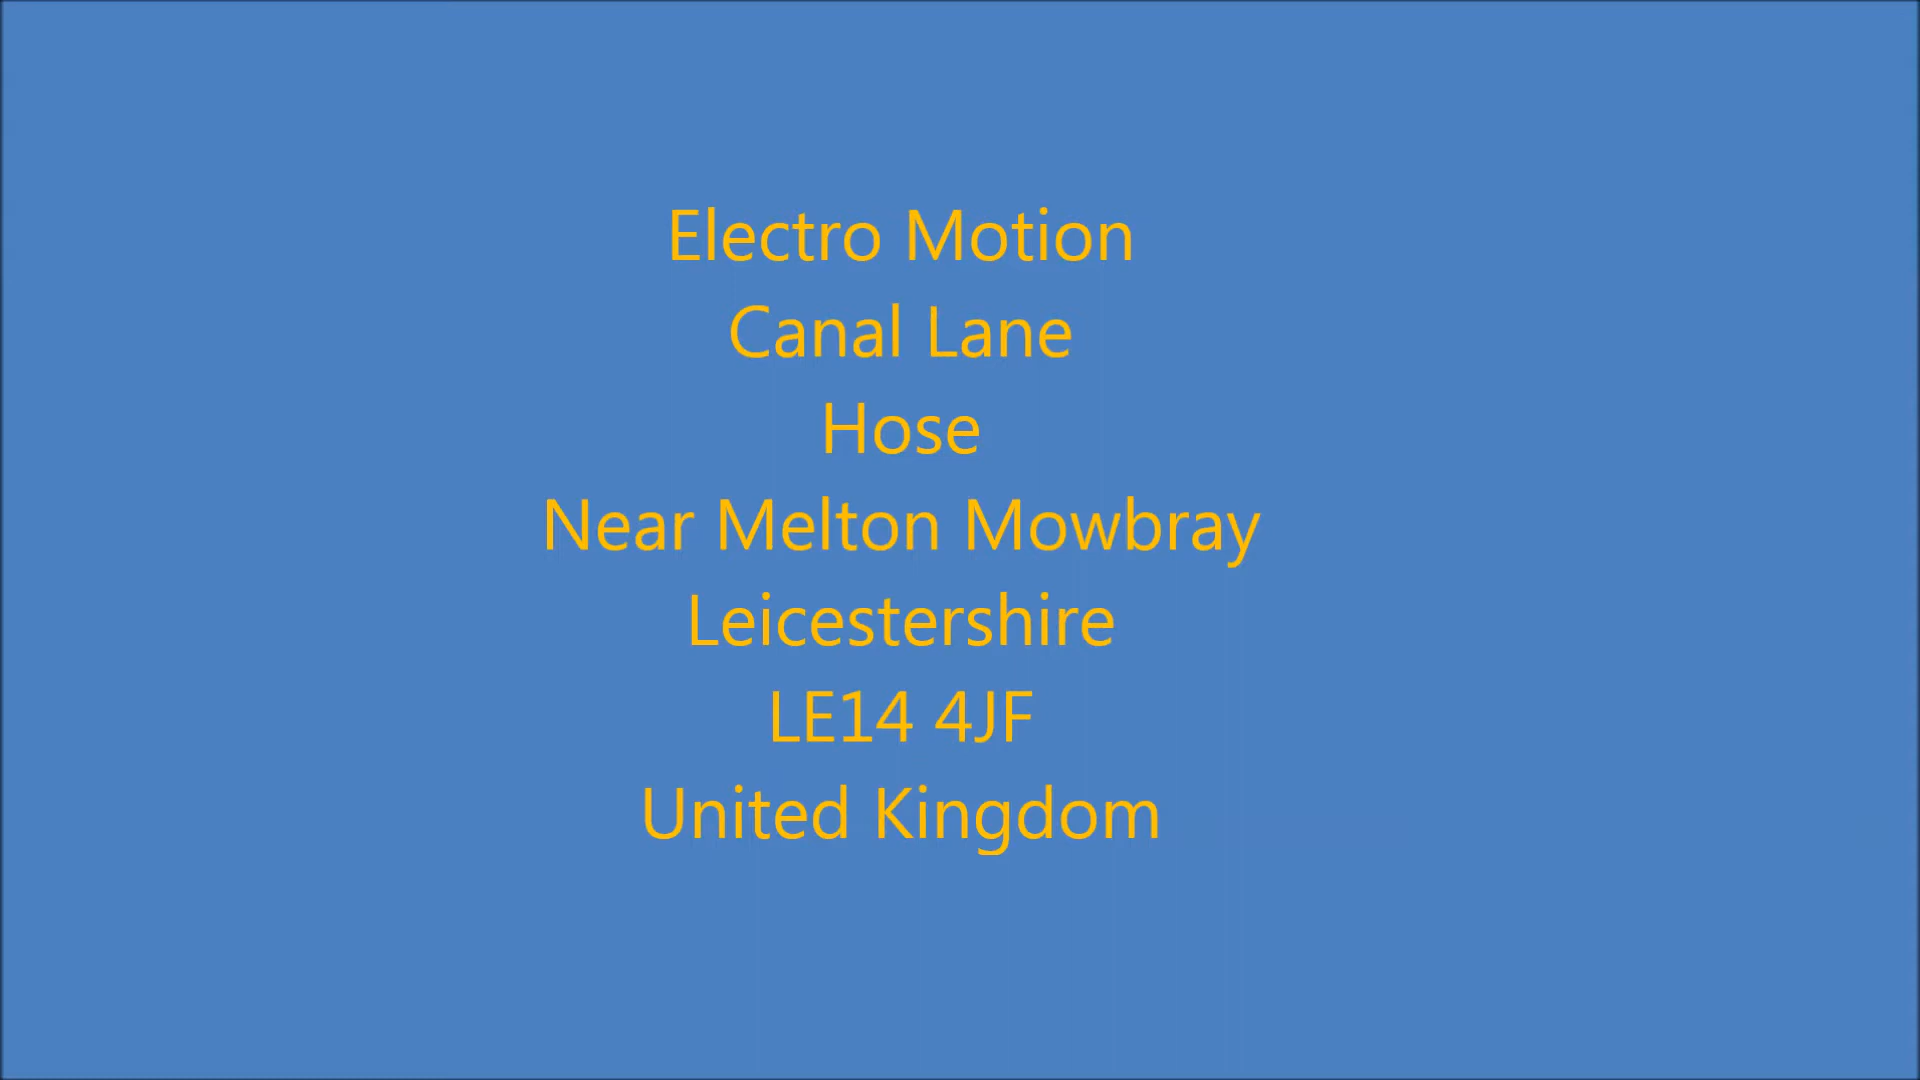 Electro Motion
Canal Lane
Hose
Near Melton Mowbray
Leicestershire
LE14 4JF
United Kingdom